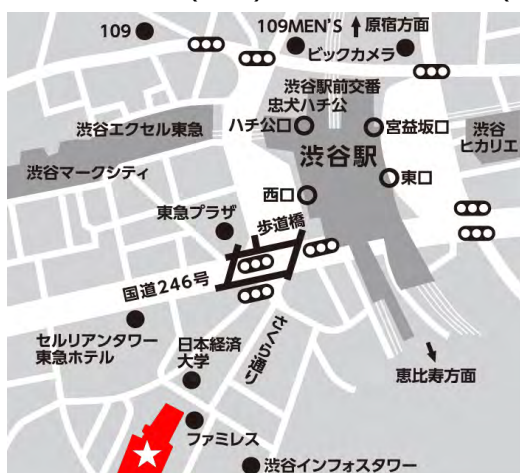 109
109MEN'S
原宿方面
ビックカメラ
渋谷駅前交番
忠犬ハチ公
ハチ公口
宮益坂口
渋谷エクセル東急
渋谷
ヒカリエ
渋谷駅
渋谷マークシティ
東口
西口
東急プラザ
歩道橋
国道246号
セルリアンタワー
東急ホテル
日本経済
大学
さくら通り
恵比寿方面
ファミレス
渋谷インフォスタワー